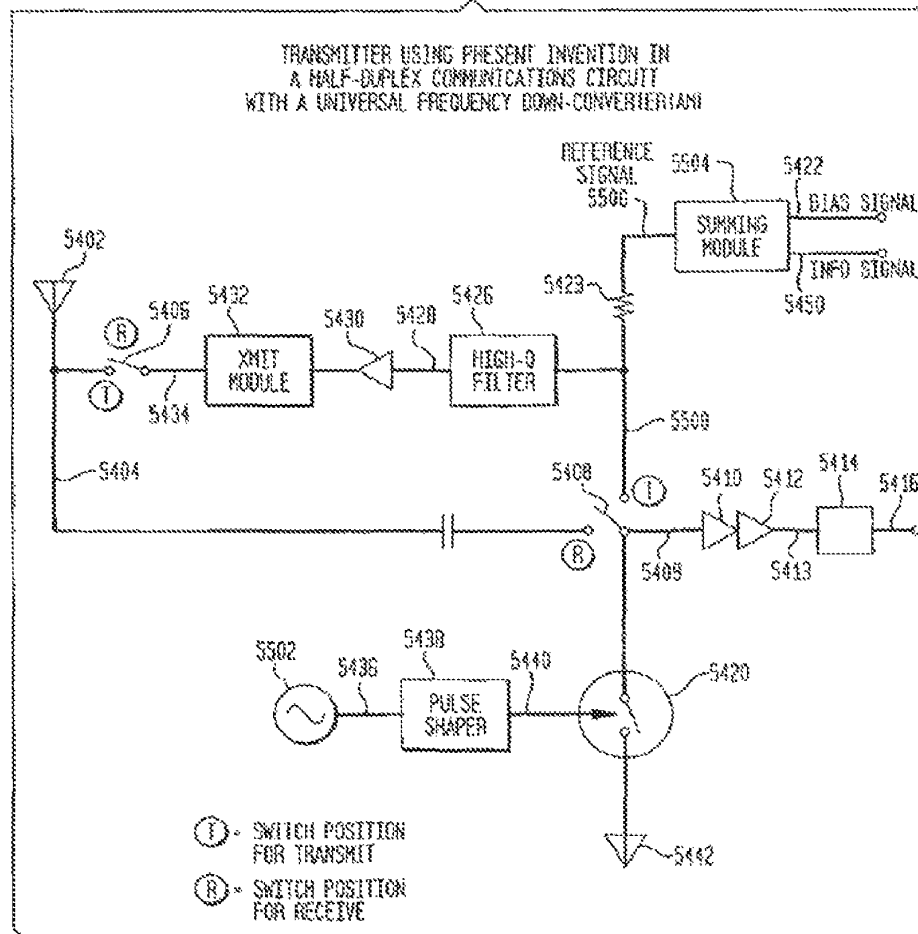 TRANSMITTER USING PRESENT INVENTION IN
A HALF-DUPLEX COMMUNICATIONS CIRCUIT
WITH A UNIVERSAL FREQUENCY DOWN-CONVERTER(AM)
REFERENCE
SIGNAL
5506
5504
5422
SUMMING
MODULE
BIAS SIGNAL
INFO SIGNAL
5450
5402
5406
5432
5430
5428
5426
5423
R
XMIT
MODULE
HIGH-Q
FILTER
T
5434
5500
5404
5408
T
5410
5412
5414
5416
R
5409
5413
5502
5436
5438
5440
5420
PULSE
SHAPER
T = SWITCH POSITION
FOR TRANSMIT
5442
R = SWITCH POSITION
FOR RECEIVE